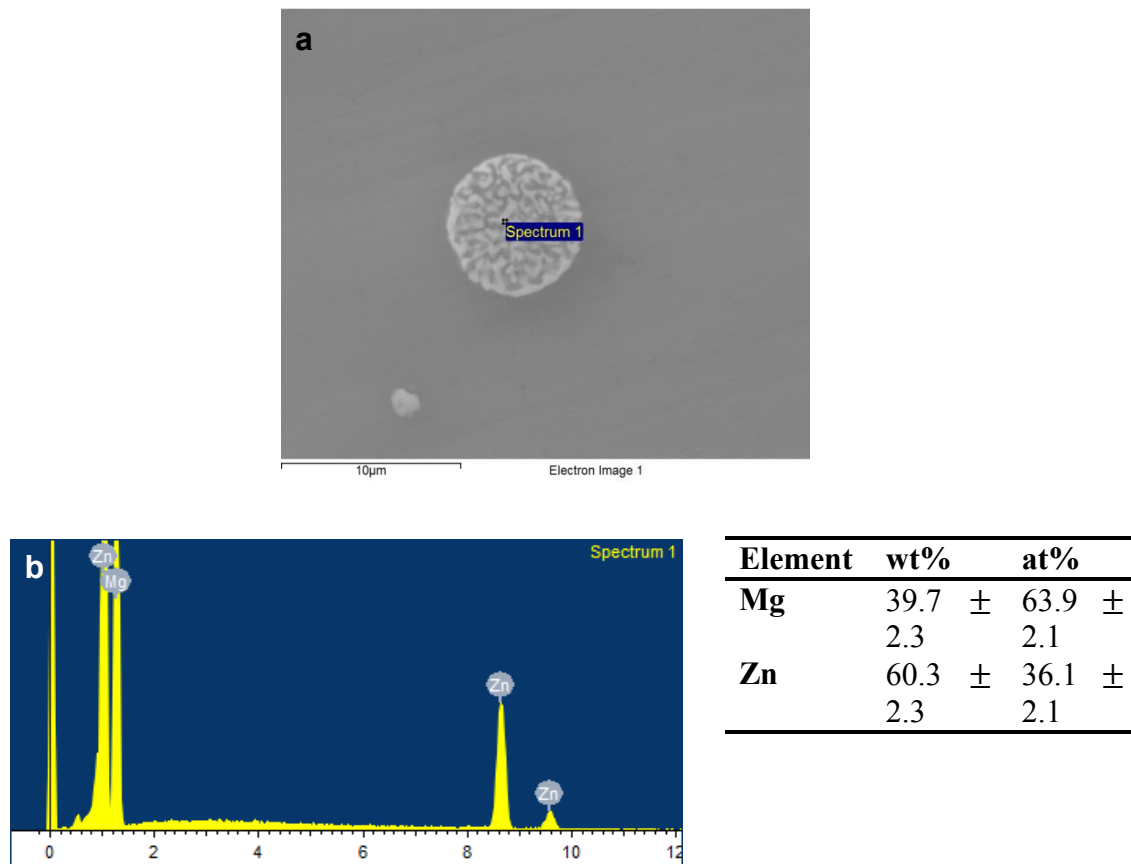 a
Spectrum 1
10µm Electron Image 1
b
Spectrum 1
Zn
Mg
Zn
Zn
0 2 4 6 8 10 12
Element wt% at%
Mg 39.7 ± 63.9 ±
2.3 2.1
Zn 60.3 ± 36.1 ±
2.3 2.1